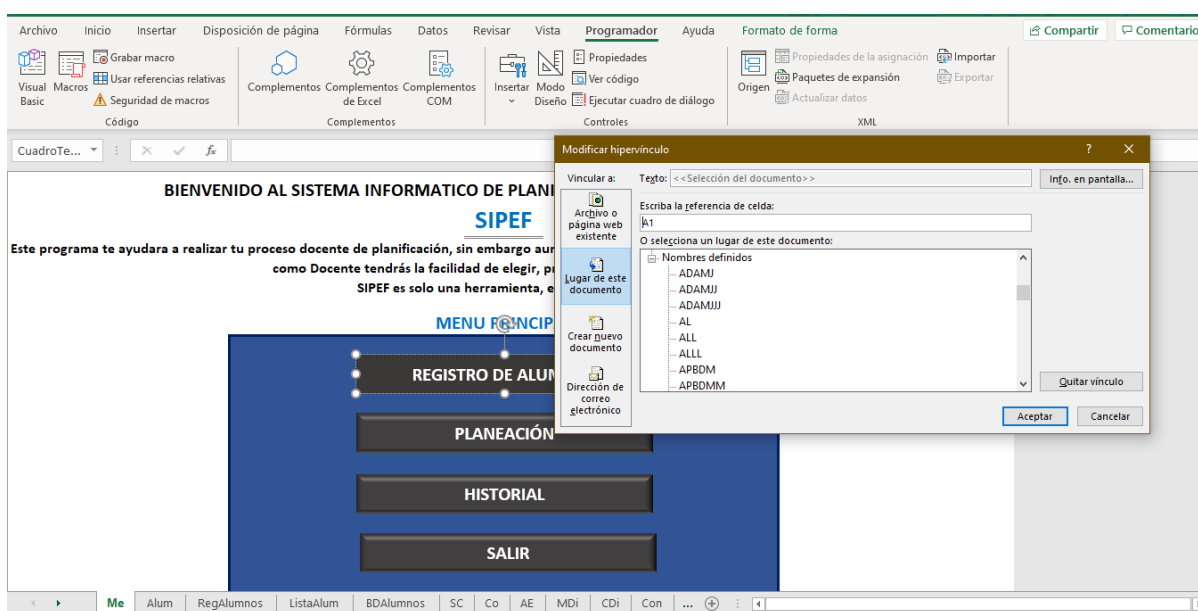 Archivo Inicio Insertar Disposición de página Fórmulas Datos Revisar Vista Programador Ayuda Formato de forma Compartir Comentario
Visual Basic
Macros
Grabar macro
Usar referencias relativas
Seguridad de macros
Código
Complementos
Complementos de Excel
Complementos COM
Complementos
Insertar
Modo Diseño
Propiedades
Ver código
Ejecutar cuadro de diálogo
Controles
Origen
Propiedades de la asignación
Paquetes de expansión
Actualizar datos
Importar
Exportar
XML
CuadroTe... fx
BIENVENIDO AL SISTEMA INFORMATICO DE PLANI
SIPEF
Este programa te ayudara a realizar tu proceso docente de planificación, sin embargo aun
como Docente tendrás la facilidad de elegir, p
SIPEF es solo una herramienta, e
MENU PRINCIP
REGISTRO DE ALUM
PLANEACIÓN
HISTORIAL
SALIR
Modificar hipervínculo ? ×
Vincular a:
Archivo o página web existente
Lugar de este documento
Crear nuevo documento
Dirección de correo electrónico
Texto: <<Selección del documento>>
Info. en pantalla...
Escriba la referencia de celda:
A1
O seleccione un lugar de este documento:
Nombres definidos
ADAMJ
ADAMJJ
ADAMJJJ
AL
ALL
ALLL
APBDM
APBDMM
Quitar vínculo
Aceptar Cancelar
Me Alum RegAlumnos ListaAlum BDAlumnos SC Co AE MDi CDi Con ...